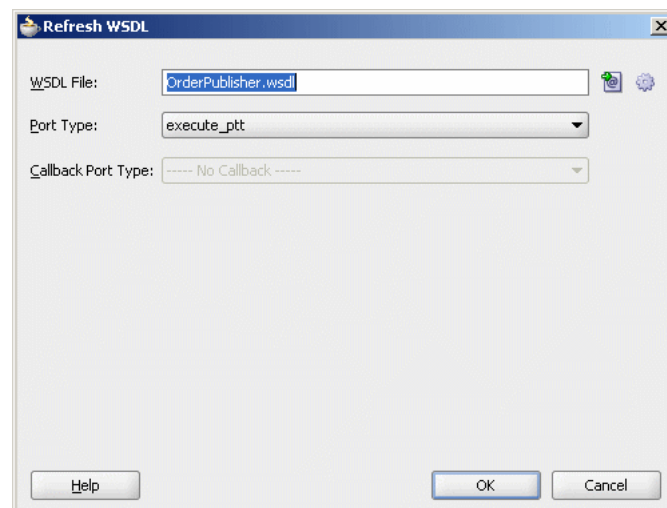 Refresh WSDL
WSDL File: OrderPublisher.wsdl
Port Type: execute_ptt
Callback Port Type: ----- No Callback -----
Help OK Cancel